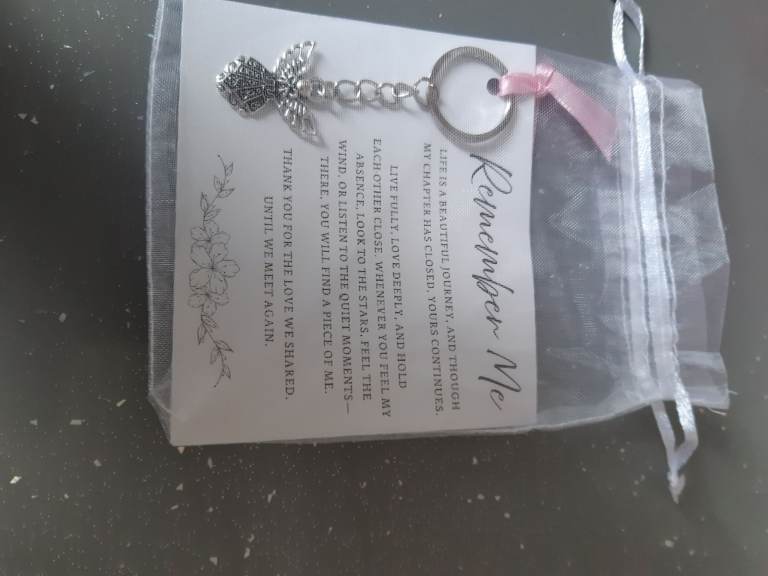 Remember Me
LIFE IS A BEAUTIFUL JOURNEY, AND THOUGH
MY CHAPTER HAS CLOSED, YOURS CONTINUES.
LIVE FULLY, LOVE DEEPLY, AND HOLD
EACH OTHER CLOSE. WHENEVER YOU FEEL MY
ABSENCE, LOOK TO THE STARS, FEEL THE
WIND, OR LISTEN TO THE QUIET MOMENTS—
THERE, YOU WILL FIND A PIECE OF ME.
THANK YOU FOR THE LOVE WE SHARED.
UNTIL WE MEET AGAIN.